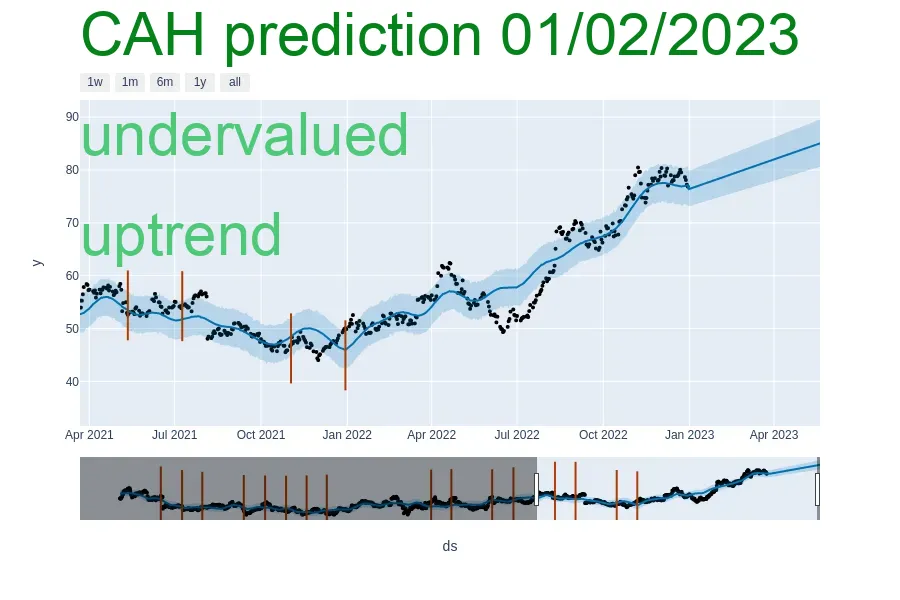 CAH prediction 01/02/2023
1w 1m 6m 1y all
90
undervalued
80
70
uptrend
y
60
50
40
Apr 2021 Jul 2021 Oct 2021 Jan 2022 Apr 2022 Jul 2022 Oct 2022 Jan 2023 Apr 2023
ds